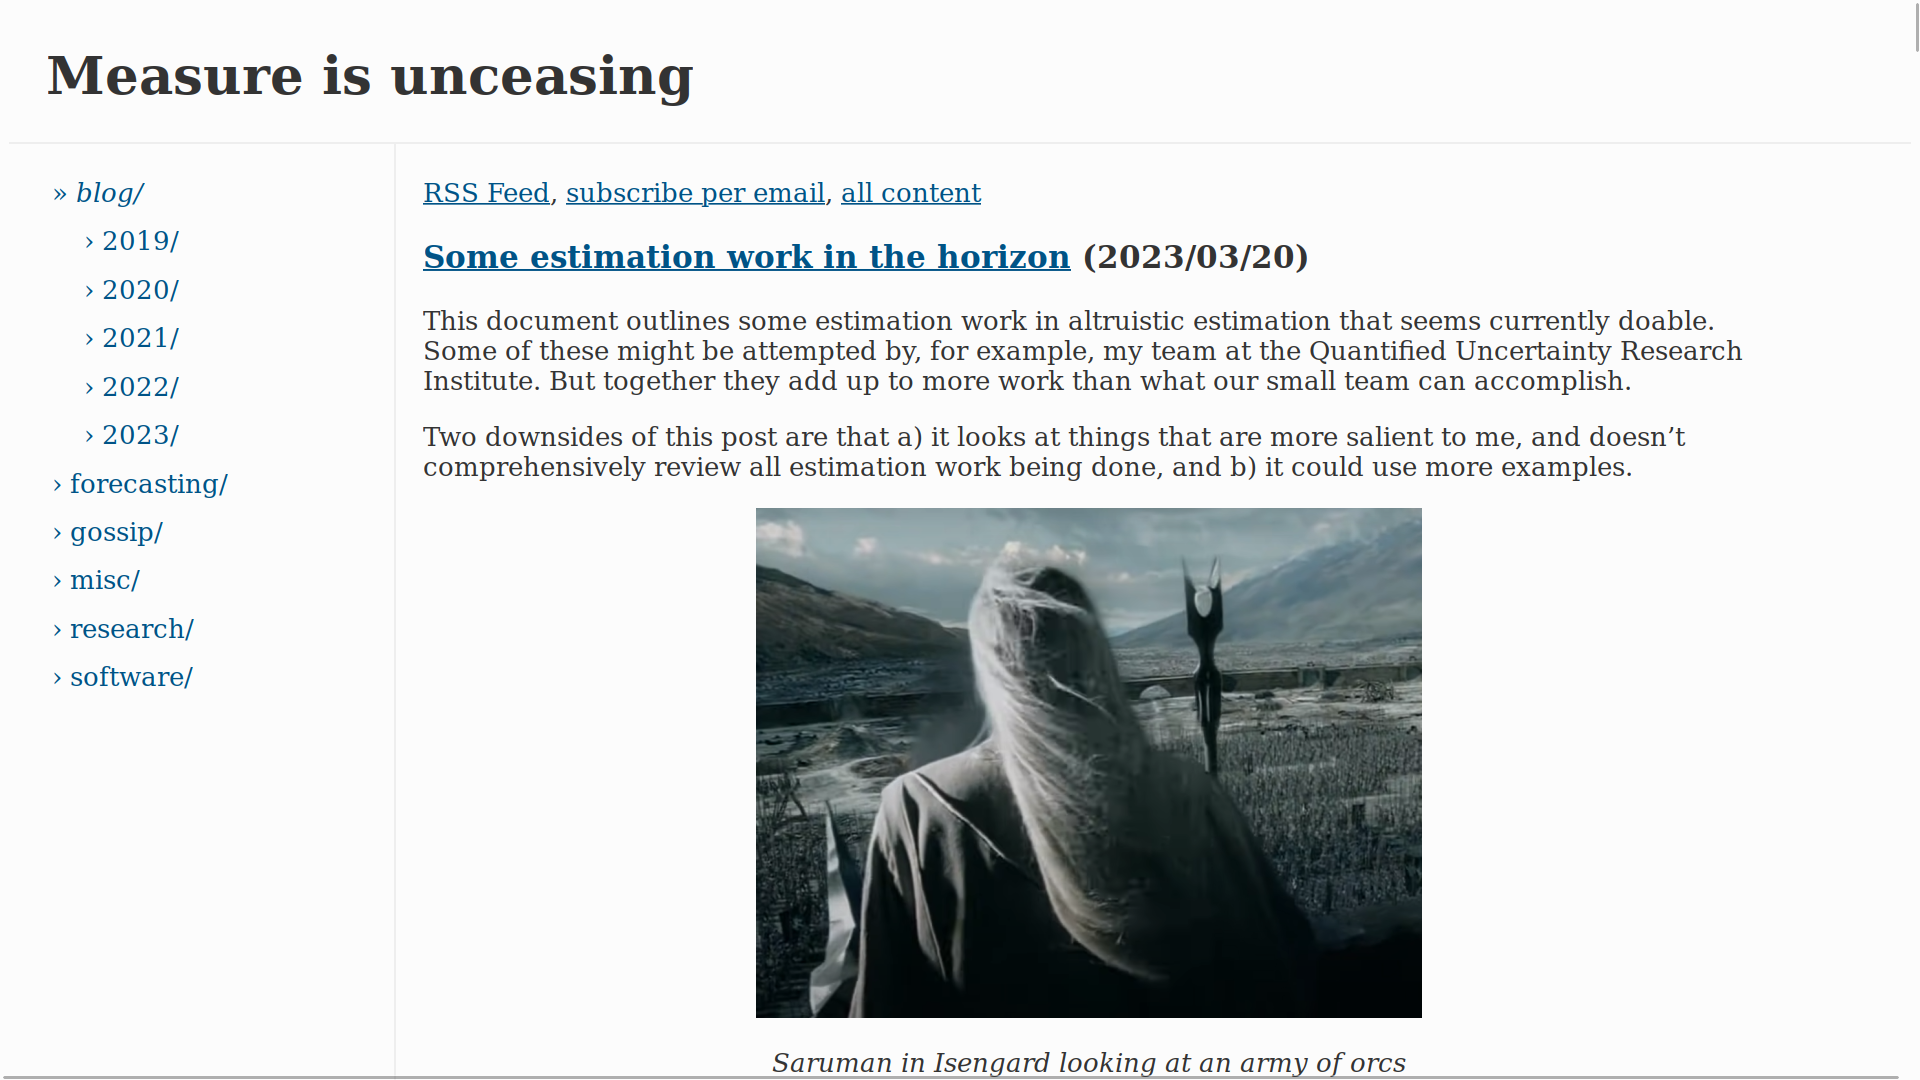 Measure is unceasing
» blog/
› 2019/
› 2020/
› 2021/
› 2022/
› 2023/
› forecasting/
› gossip/
› misc/
› research/
› software/
RSS Feed, subscribe per email, all content
Some estimation work in the horizon (2023/03/20)
This document outlines some estimation work in altruistic estimation that seems currently doable.
Some of these might be attempted by, for example, my team at the Quantified Uncertainty Research
Institute. But together they add up to more work than what our small team can accomplish.
Two downsides of this post are that a) it looks at things that are more salient to me, and doesn’t
comprehensively review all estimation work being done, and b) it could use more examples.
Saruman in Isengard looking at an army of orcs